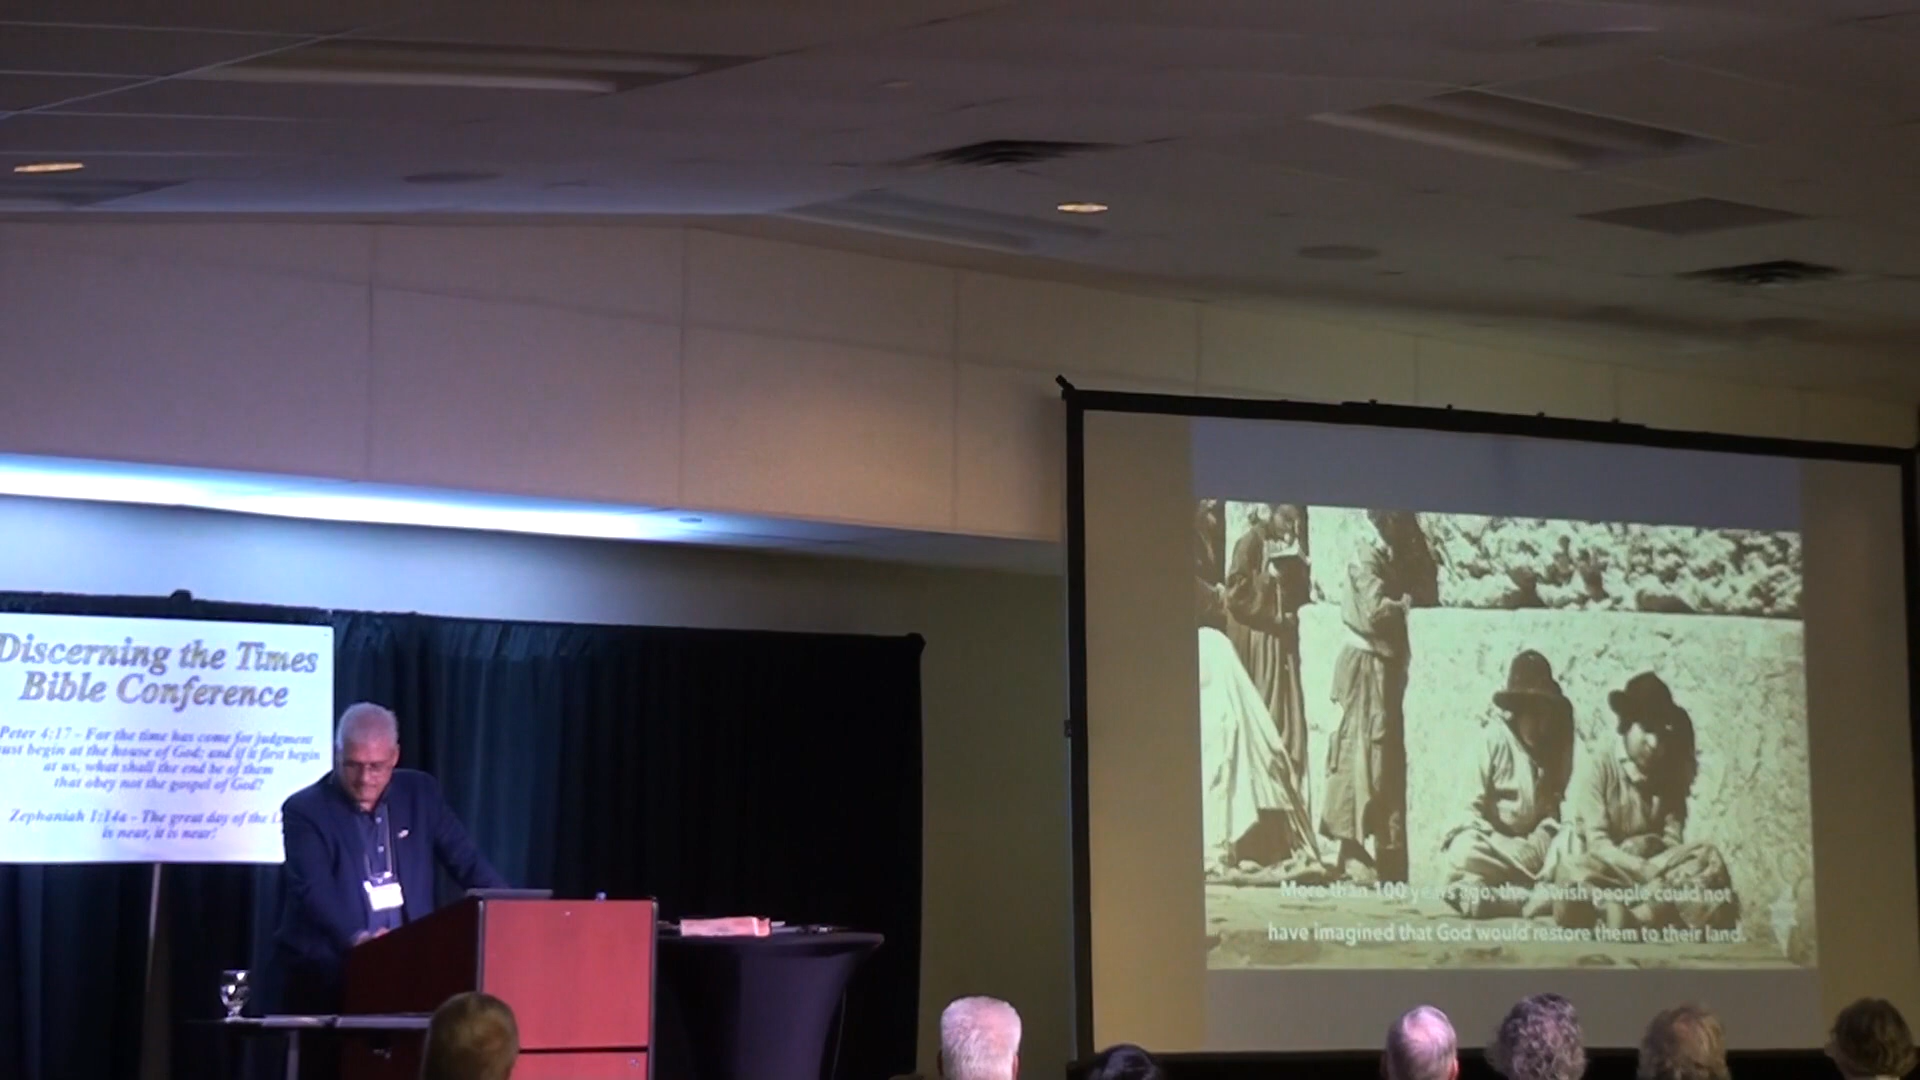 Discerning the Times
Bible Conference
Peter 4:17 - For the time has come for judgment
ust begin at the house of God; and if it first begin
at us, what shall the end be of them
that obey not the gospel of God?
Zephaniah 1:14a - The great day of the
is near, it is near!
More than 100 years ago, the Jewish people could not
have imagined that God would restore them to their land.